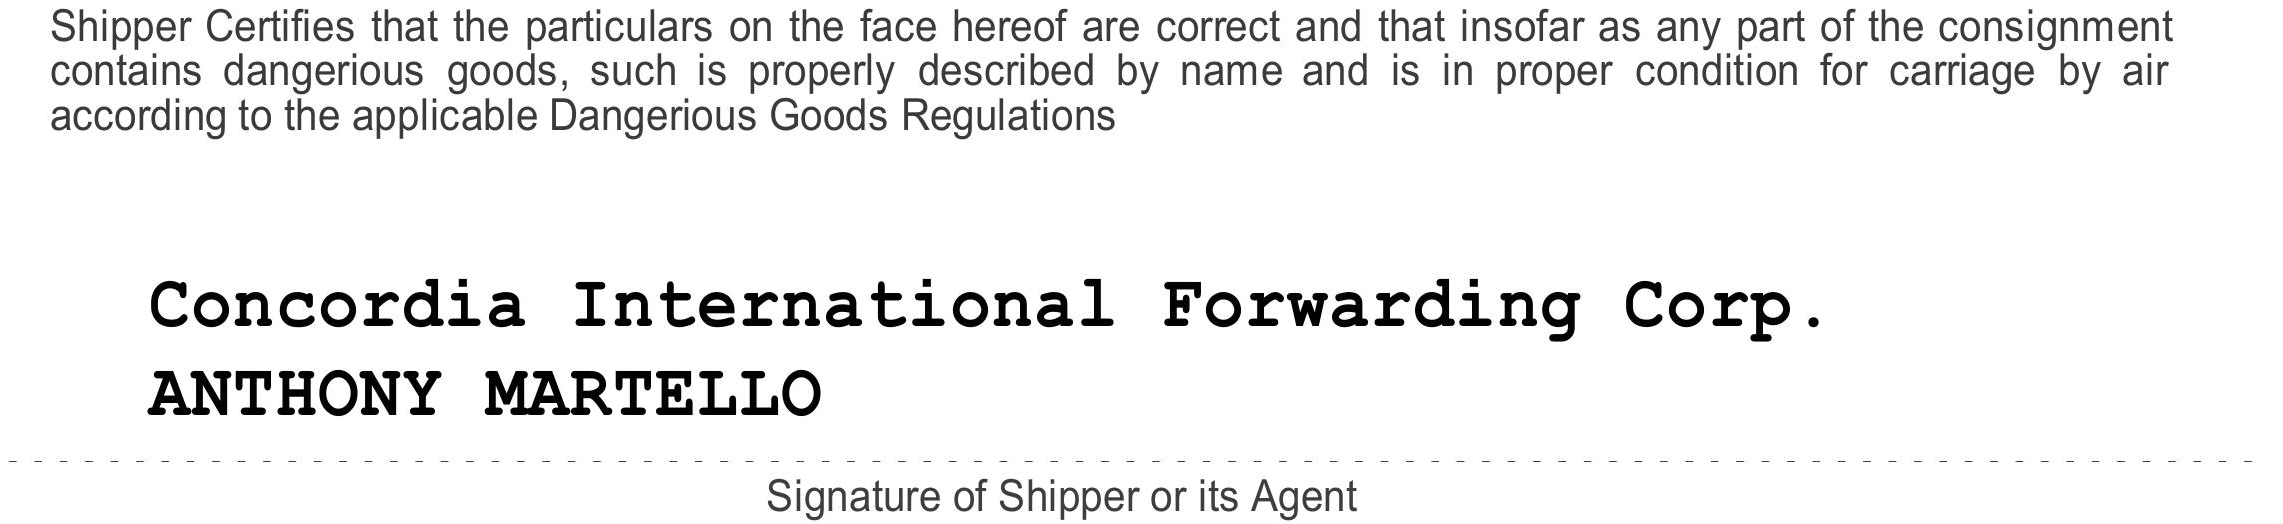 Shipper Certifies that the particulars on the face hereof are correct and that insofar as any part of the consignment
contains dangerious goods, such is properly described by name and is in proper condition for carriage by air
according to the applicable Dangerious Goods Regulations
Concordia International Forwarding Corp.
ANTHONY MARTELLO
Signature of Shipper or its Agent